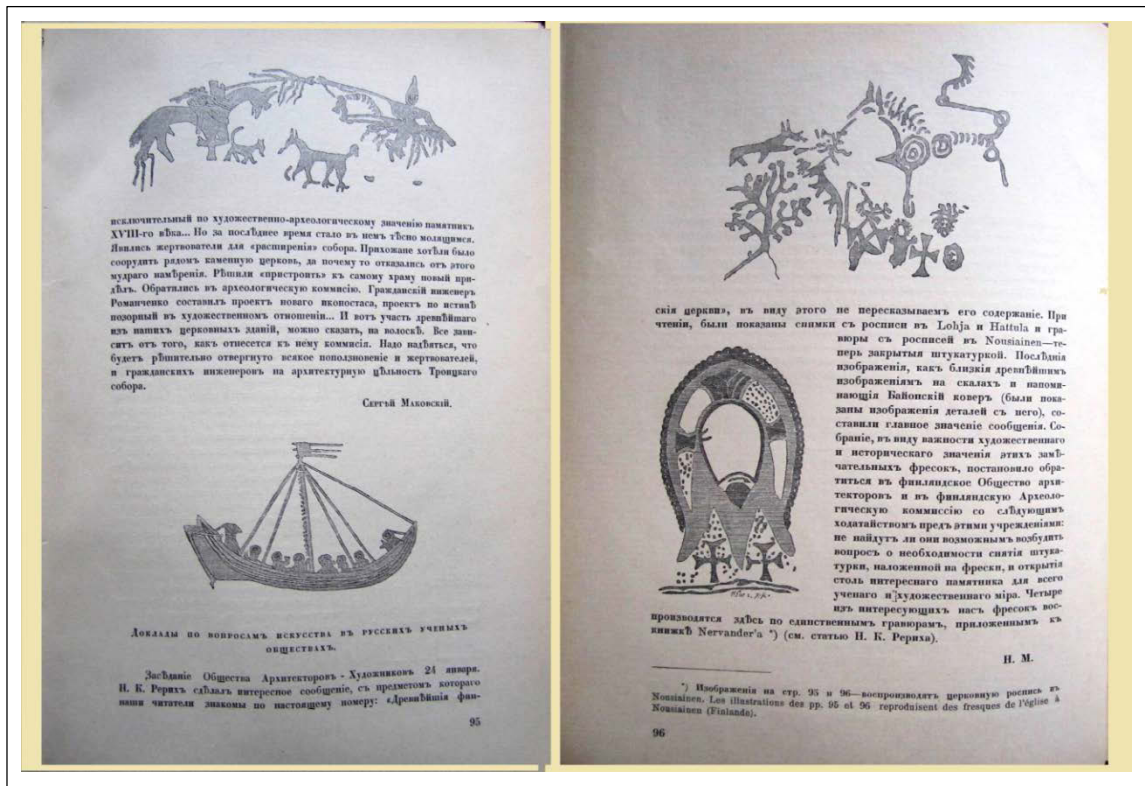 исключительный по художественно-археологическому значенію памятникъ
XVIII-го вѣка... Но за послѣднее время стало въ немъ тѣсно молящимся.
Явились жертвователи для «расширенія» собора. Прихожане хотѣли было
соорудить рядомъ каменную церковь, да почему то отказались отъ этого
мудраго намѣренія. Рѣшили «пристроить» къ самому храму новый при-
дѣлъ. Обратились въ археологическую комисію. Гражданскій инженеръ
Романченко составилъ проектъ новаго иконостаса, проектъ по истинѣ
позорный въ художественномъ отношеніи... И вотъ участь древнѣйшаго
изъ нашихъ церковныхъ зданій, можно сказать, на волоскѣ. Все зави-
ситъ отъ того, какъ отнесется къ нему комисія. Надо надѣяться, что
будетъ рѣшительно отвергнуто всякое поползновеніе и жертвователей,
и гражданскихъ инженеровъ на архитектурную цѣльность Троицкаго
собора.
Сергѣй Маковскій.
Доклады по вопросамъ искусства въ русскихъ ученыхъ
обществахъ.
Засѣданіе Общества Архитекторовъ-Художниковъ 24 января.
Н. К. Рерихъ сдѣлалъ интересное сообщеніе, съ предметомъ котораго
наши читатели знакомы по настоящему номеру: «Древнѣйшія фин-
95
скія церкви», въ виду этого не пересказываемъ его содержаніе. При
чтеніи, были показаны снимки съ росписи въ Lohja и Hattula и гра-
вюры съ росписей въ Nousiainen—те-
перь закрытыя штукатуркой. Послѣднія
изображенія, какъ близкія древнѣйшимъ
изображеніямъ на скалахъ и напоми-
нающія Байонскій коверъ (были пока-
заны изображенія деталей съ него), со-
ставили главное значеніе сообщенія. Со-
браніе, въ виду важности художественнаго
и историческаго значенія этихъ замѣ-
чательныхъ фресокъ, постановило обра-
титься въ финляндское Общество архи-
текторовъ и въ финляндскую Археоло-
гическую коммиссію со слѣдующимъ
ходатайствомъ предъ этими учрежденіями:
не найдутъ ли они возможнымъ возбудить
вопросъ о необходимости снятія штука-
турки, наложенной на фрески, и открытія
столь интереснаго памятника для всего
ученаго и художественнаго міра. Четыре
изъ интересующихъ насъ фресокъ вос-
производятся здѣсь по единственнымъ гравюрамъ, приложеннымъ къ
книжкѣ Nervander'a *) (см. статью Н. К. Рериха).
Н. М.
*) Изображенія на стр. 95 и 96—воспроизводятъ церковную роспись въ
Nousiainen. Les illustrations des pp. 95 et 96 reproduisent des fresques de l'église à
Nousiainen (Finlande).
96